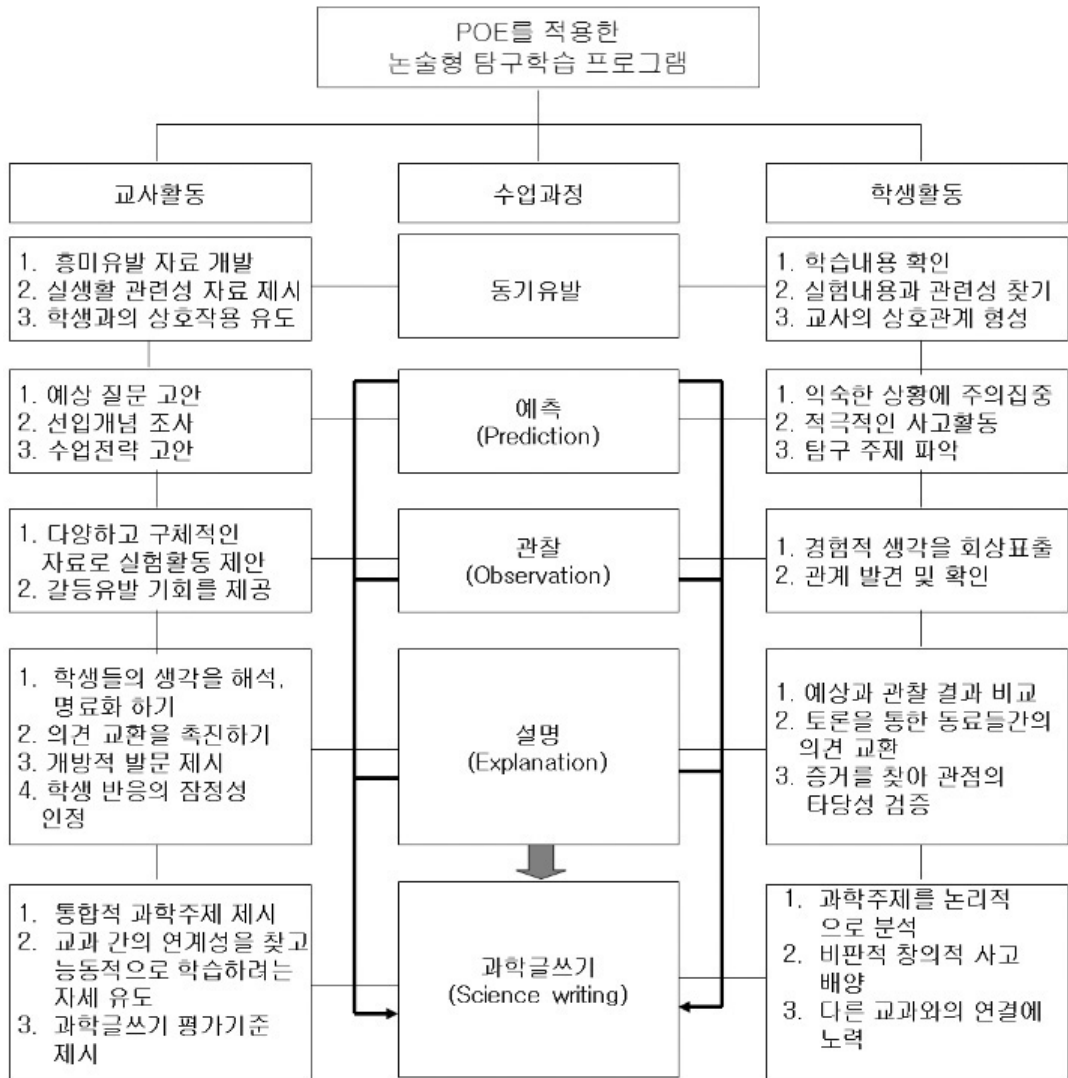 POE를 적용한
논술형 탐구학습 프로그램
교사활동
수업과정
학생활동
1. 흥미유발 자료 개발
2. 실생활 관련성 자료 제시
3. 학생과의 상호작용 유도
동기유발
1. 학습내용 확인
2. 실험내용과 관련성 찾기
3. 교사의 상호관계 형성
1. 예상 질문 고안
2. 선입개념 조사
3. 수업전략 고안
예측
(Prediction)
1. 익숙한 상황에 주의집중
2. 적극적인 사고활동
3. 탐구 주제 파악
1. 다양하고 구체적인
자료로 실험활동 제안
2. 갈등유발 기회를 제공
관찰
(Observation)
1. 경험적 생각을 회상표출
2. 관계 발견 및 확인
1. 학생들의 생각을 해석,
명료화 하기
2. 의견 교환을 촉진하기
3. 개방적 발문 제시
4. 학생 반응의 잠정성
인정
설명
(Explanation)
1. 예상과 관찰 결과 비교
2. 토론을 통한 동료들간의
의견 교환
3. 증거를 찾아 관점의
타당성 검증
1. 통합적 과학주제 제시
2. 교과 간의 연계성을 찾고
능동적으로 학습하려는
자세 유도
3. 과학글쓰기 평가기준
제시
과학글쓰기
(Science writing)
1. 과학주제를 논리적
으로 분석
2. 비판적 창의적 사고
배양
3. 다른 교과와의 연결에
노력